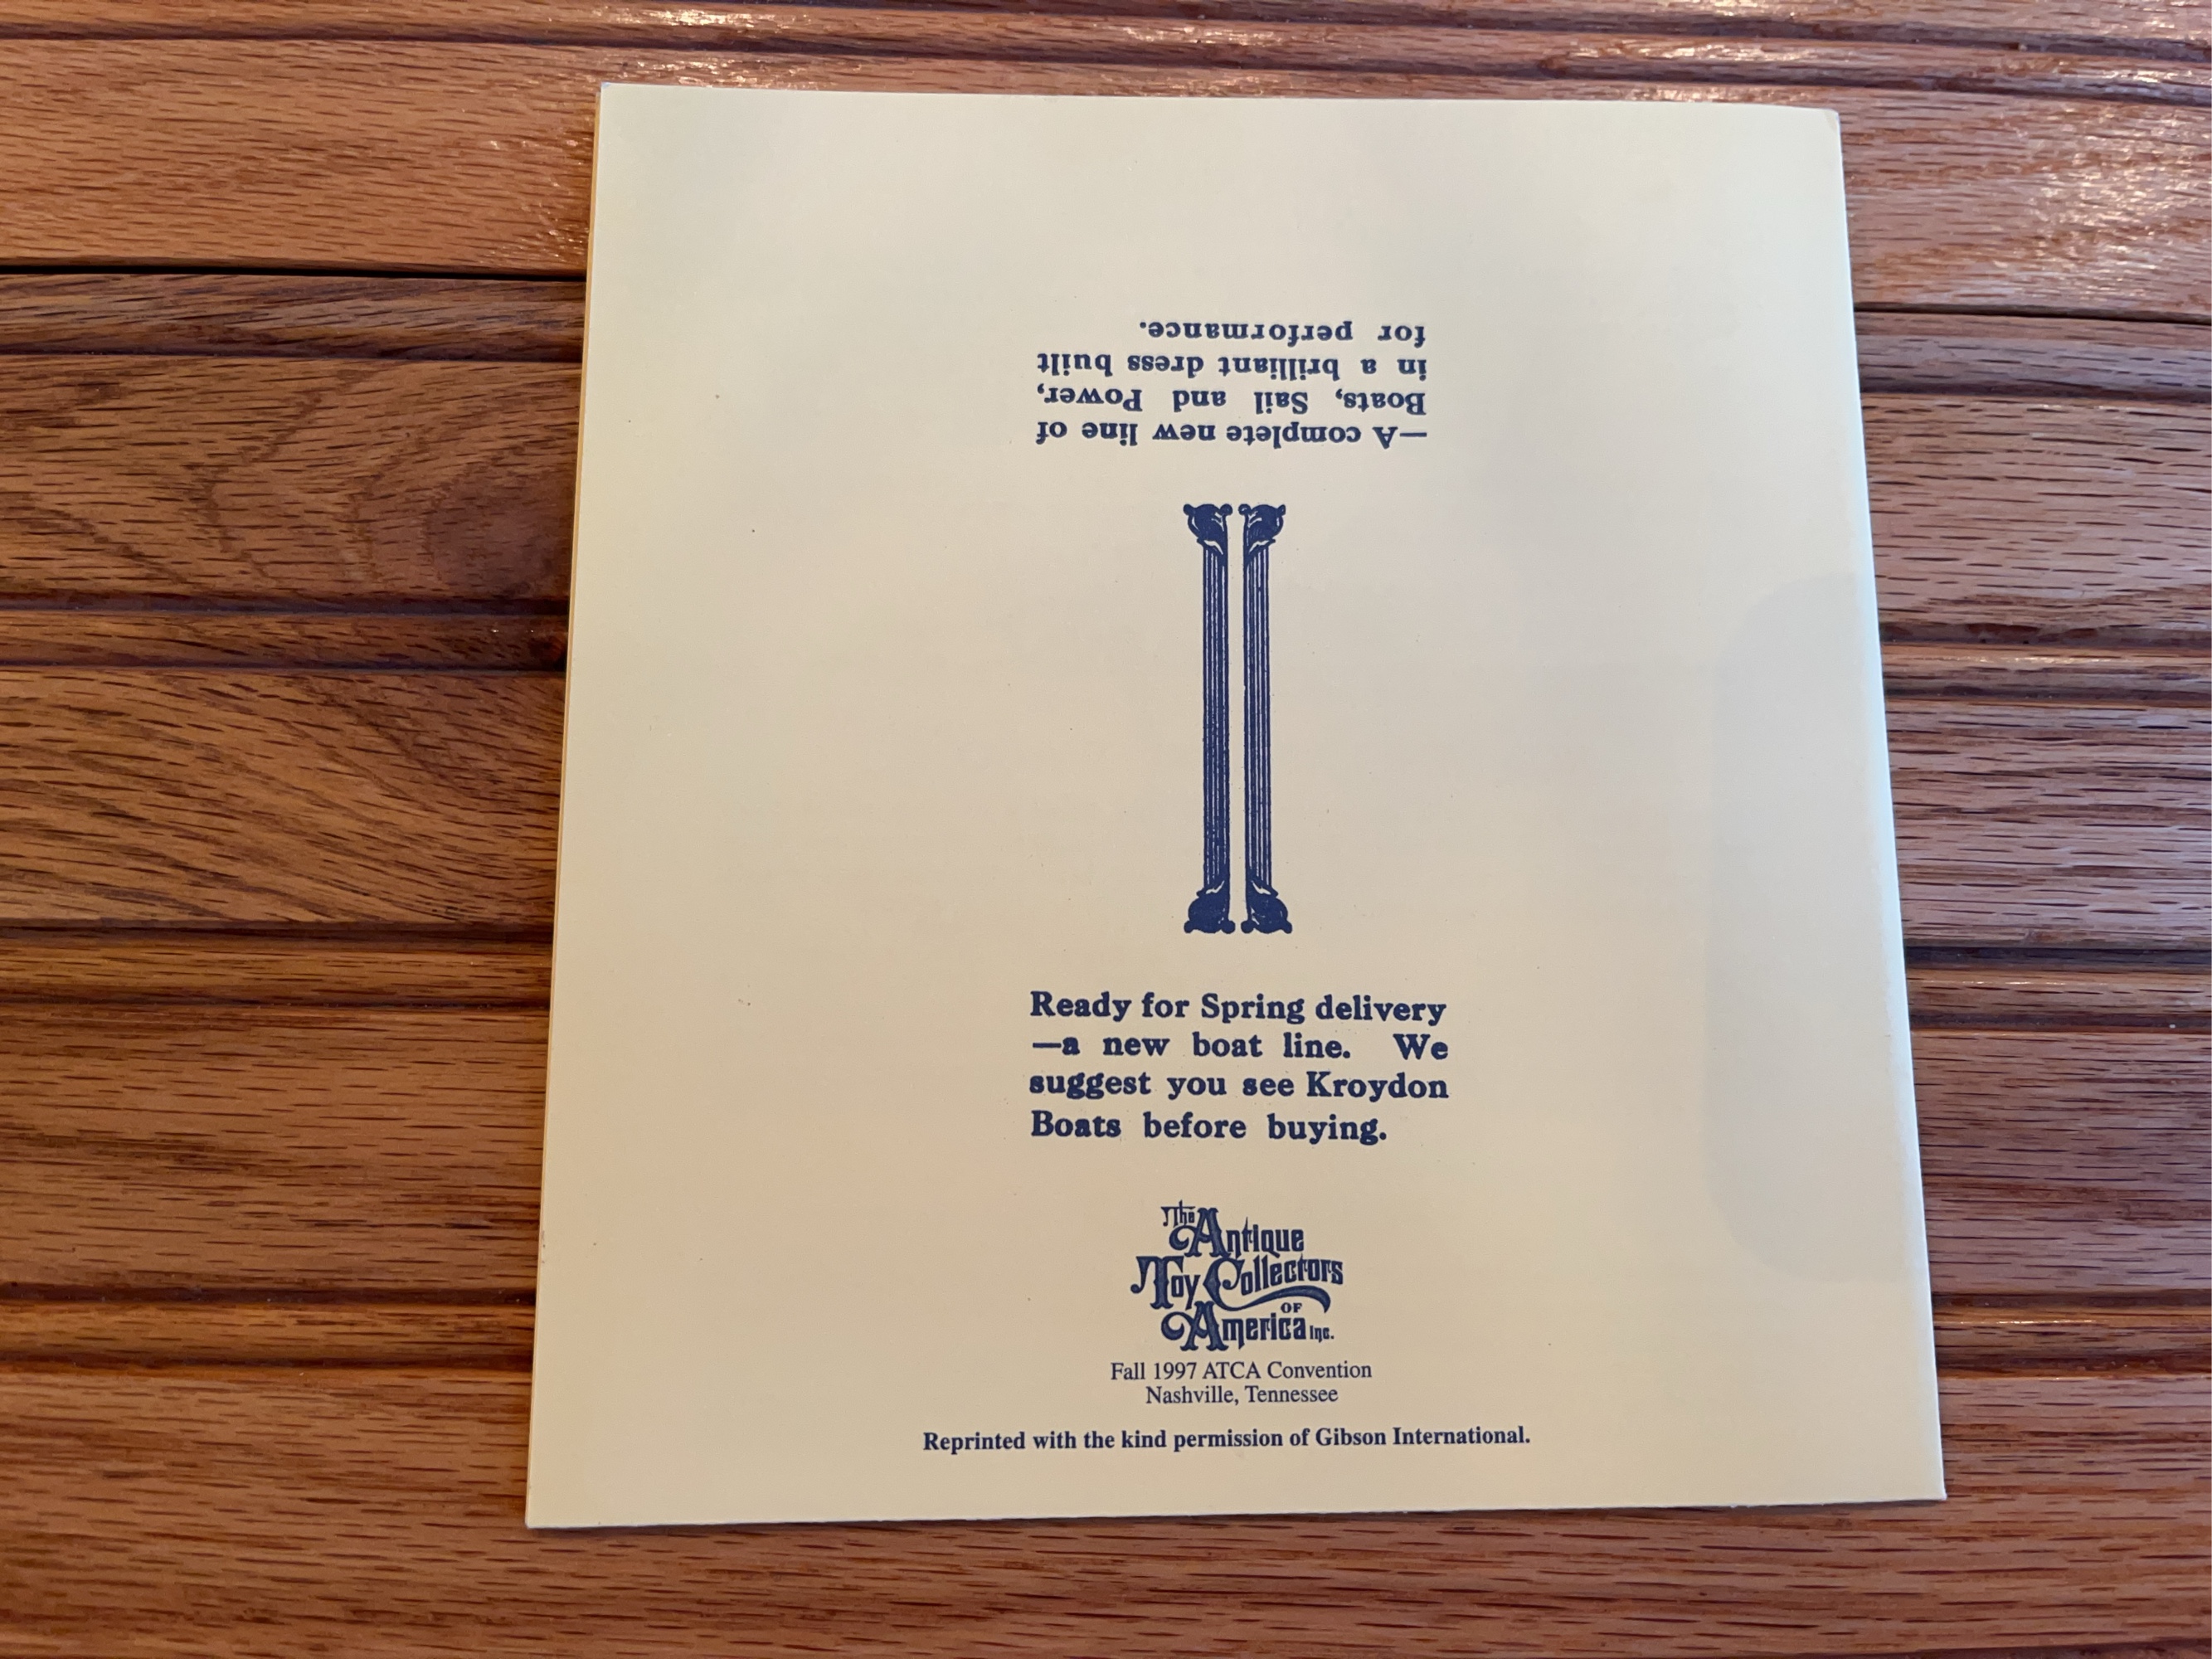 —A complete new line of
Boats, Sail and Power,
in a brilliant dress built
for performance.
Ready for Spring delivery
—a new boat line. We
suggest you see Kroydon
Boats before buying.
The
Antique
Toy Collectors
OF
America Inc.
Fall 1997 ATCA Convention
Nashville, Tennessee
Reprinted with the kind permission of Gibson International.